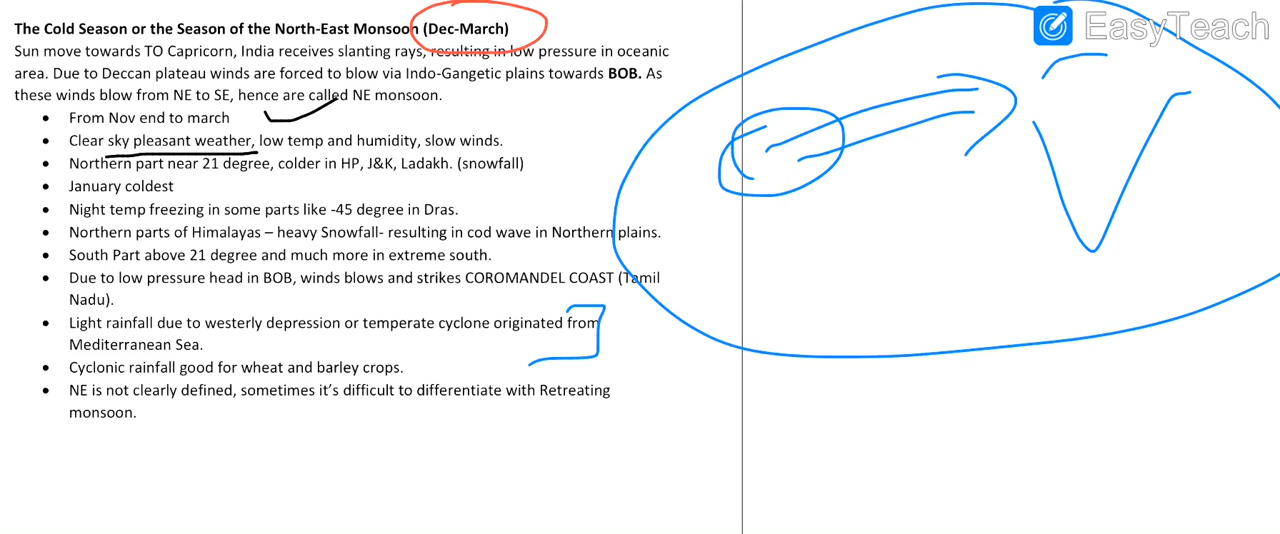 The Cold Season or the Season of the North-East Monsoon (Dec-March)
Sun move towards TO Capricorn, India receives slanting rays, resulting in low pressure in oceanic
area. Due to Deccan plateau winds are forced to blow via Indo-Gangetic plains towards BOB. As
these winds blow from NE to SE, hence are called NE monsoon.
• From Nov end to march
• Clear sky pleasant weather, low temp and humidity, slow winds.
• Northern part near 21 degree, colder in HP, J&K, Ladakh. (snowfall)
• January coldest
• Night temp freezing in some parts like -45 degree in Dras.
• Northern parts of Himalayas – heavy Snowfall- resulting in cod wave in Northern plains.
• South Part above 21 degree and much more in extreme south.
• Due to low pressure head in BOB, winds blows and strikes COROMANDEL COAST (Tamil
Nadu).
• Light rainfall due to westerly depression or temperate cyclone originated from
Mediterranean Sea.
• Cyclonic rainfall good for wheat and barley crops.
• NE is not clearly defined, sometimes it's difficult to differentiate with Retreating
monsoon.
EasyTeach